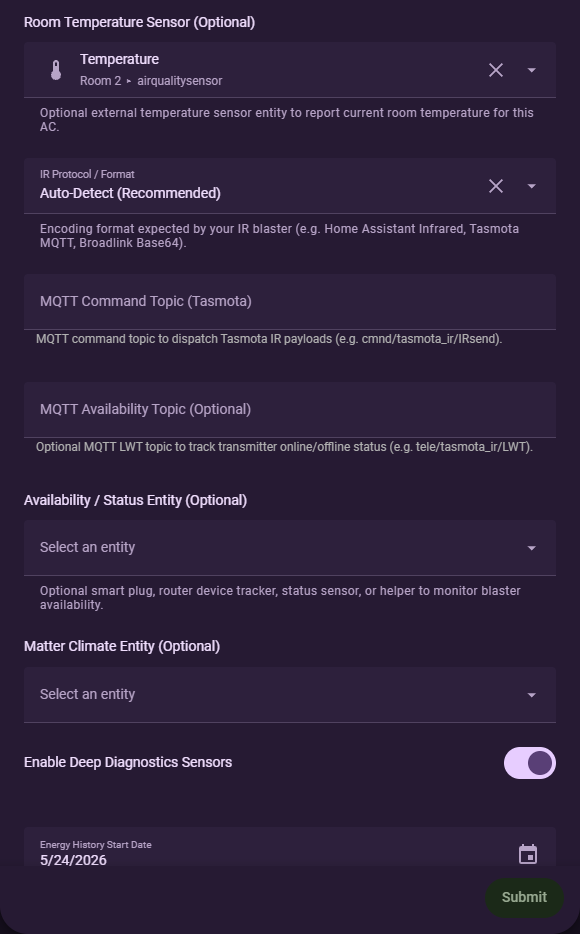 Room Temperature Sensor (Optional)
Temperature
Room 2 ▸ airqualitysensor
Optional external temperature sensor entity to report current room temperature for this
AC.
IR Protocol / Format
Auto-Detect (Recommended)
Encoding format expected by your IR blaster (e.g. Home Assistant Infrared, Tasmota
MQTT, Broadlink Base64).
MQTT Command Topic (Tasmota)
MQTT command topic to dispatch Tasmota IR payloads (e.g. cmnd/tasmota_ir/IRsend).
MQTT Availability Topic (Optional)
Optional MQTT LWT topic to track transmitter online/offline status (e.g. tele/tasmota_ir/LWT).
Availability / Status Entity (Optional)
Select an entity
Optional smart plug, router device tracker, status sensor, or helper to monitor blaster
availability.
Matter Climate Entity (Optional)
Select an entity
Enable Deep Diagnostics Sensors
Energy History Start Date
5/24/2026
Submit